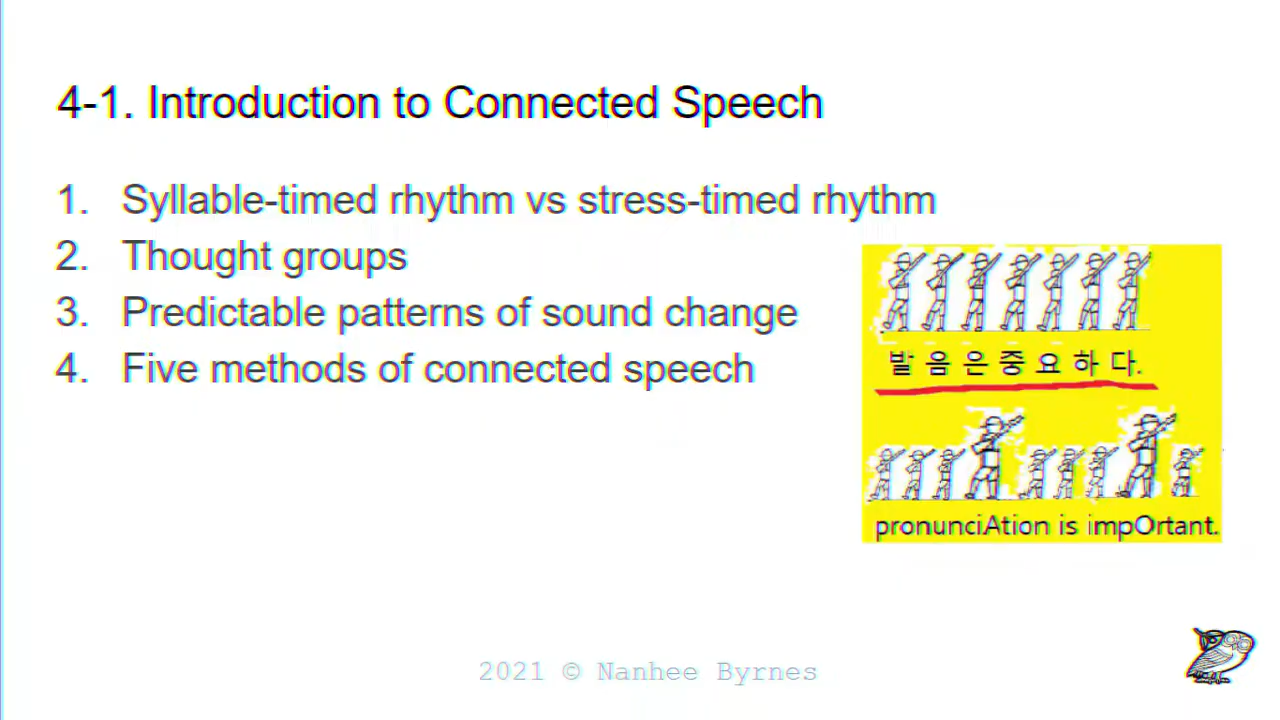 4-1. Introduction to Connected Speech
1. Syllable-timed rhythm vs stress-timed rhythm
2. Thought groups
3. Predictable patterns of sound change
4. Five methods of connected speech
발 음 은 중 요 하 다.
pronunciAtion is impOrtant.
2021 © Nanhee Byrnes